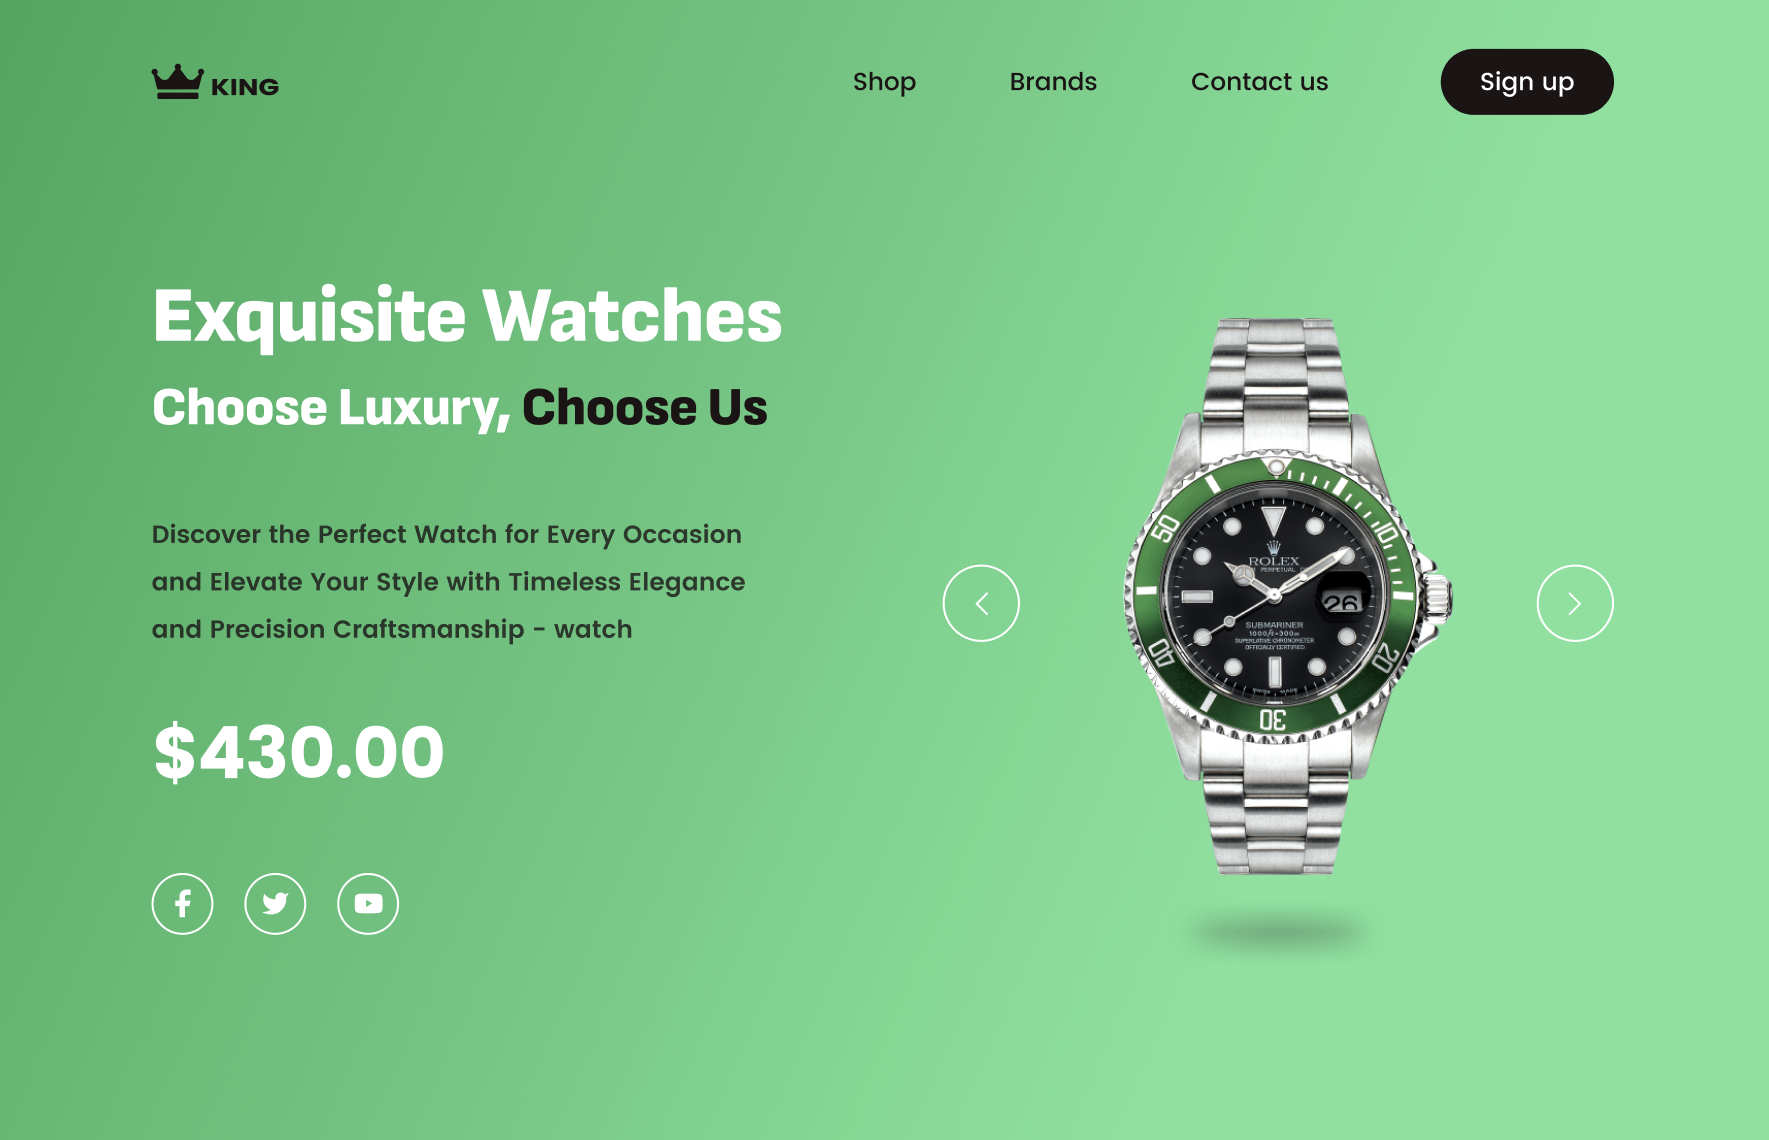 KING
Shop
Brands
Contact us
Sign up
Exquisite Watches
Choose Luxury, Choose Us
Discover the Perfect Watch for Every Occasion
and Elevate Your Style with Timeless Elegance
and Precision Craftsmanship - watch
$430.00
50
10
40
20
30
ROLEX
PERPETUAL
26
SUBMARINER
1000ft=300m
SUPERLATIVE CHRONOMETER
OFFICIALLY CERTIFIED
SWISS MADE